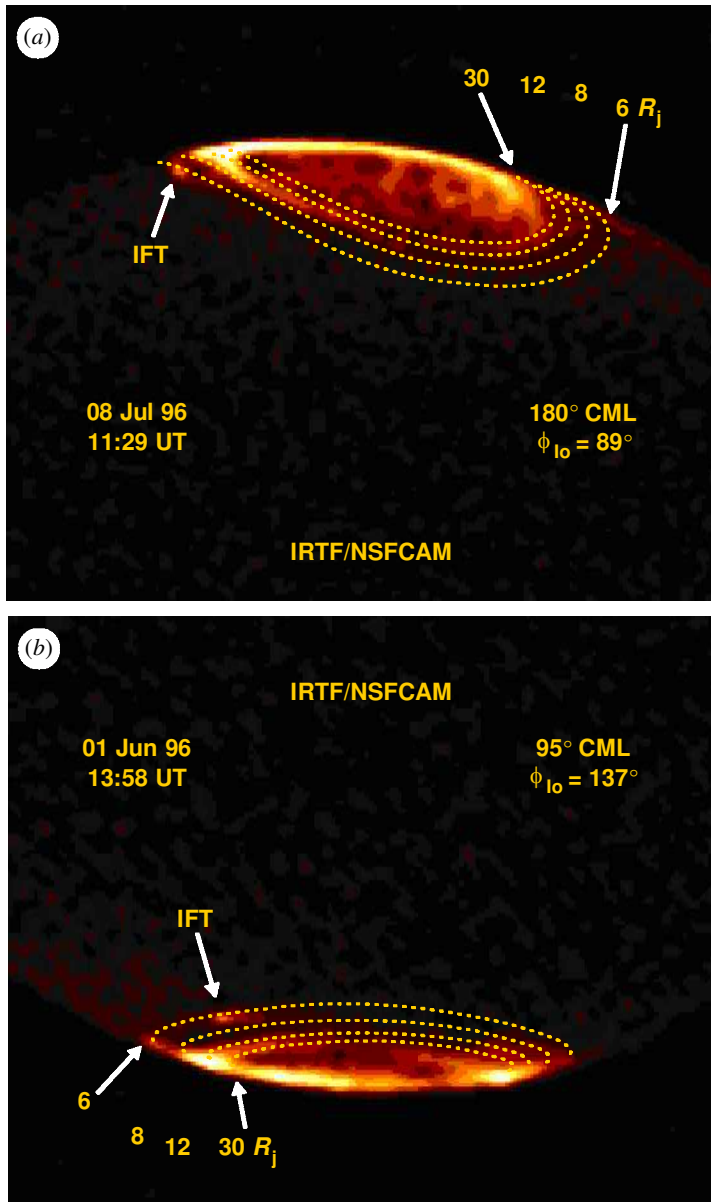 (a)
30 12 8 6 Rj
IFT
08 Jul 96 180° CML
11:29 UT ϕIo = 89°
IRTF/NSFCAM
(b)
IRTF/NSFCAM
01 Jun 96 95° CML
13:58 UT ϕIo = 137°
IFT
6
8 12 30 Rj